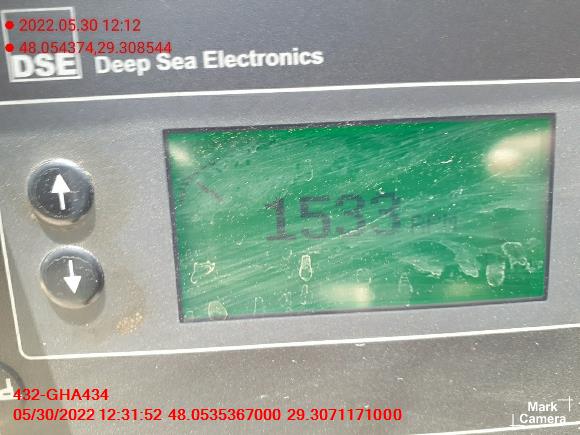 2022.05.30 12:12
48.054374,29.308544
DSE Deep Sea Electronics
1533 RPM
432-GHA434
05/30/2022 12:31:52 48.0535367000 29.3071171000
Mark
Camera